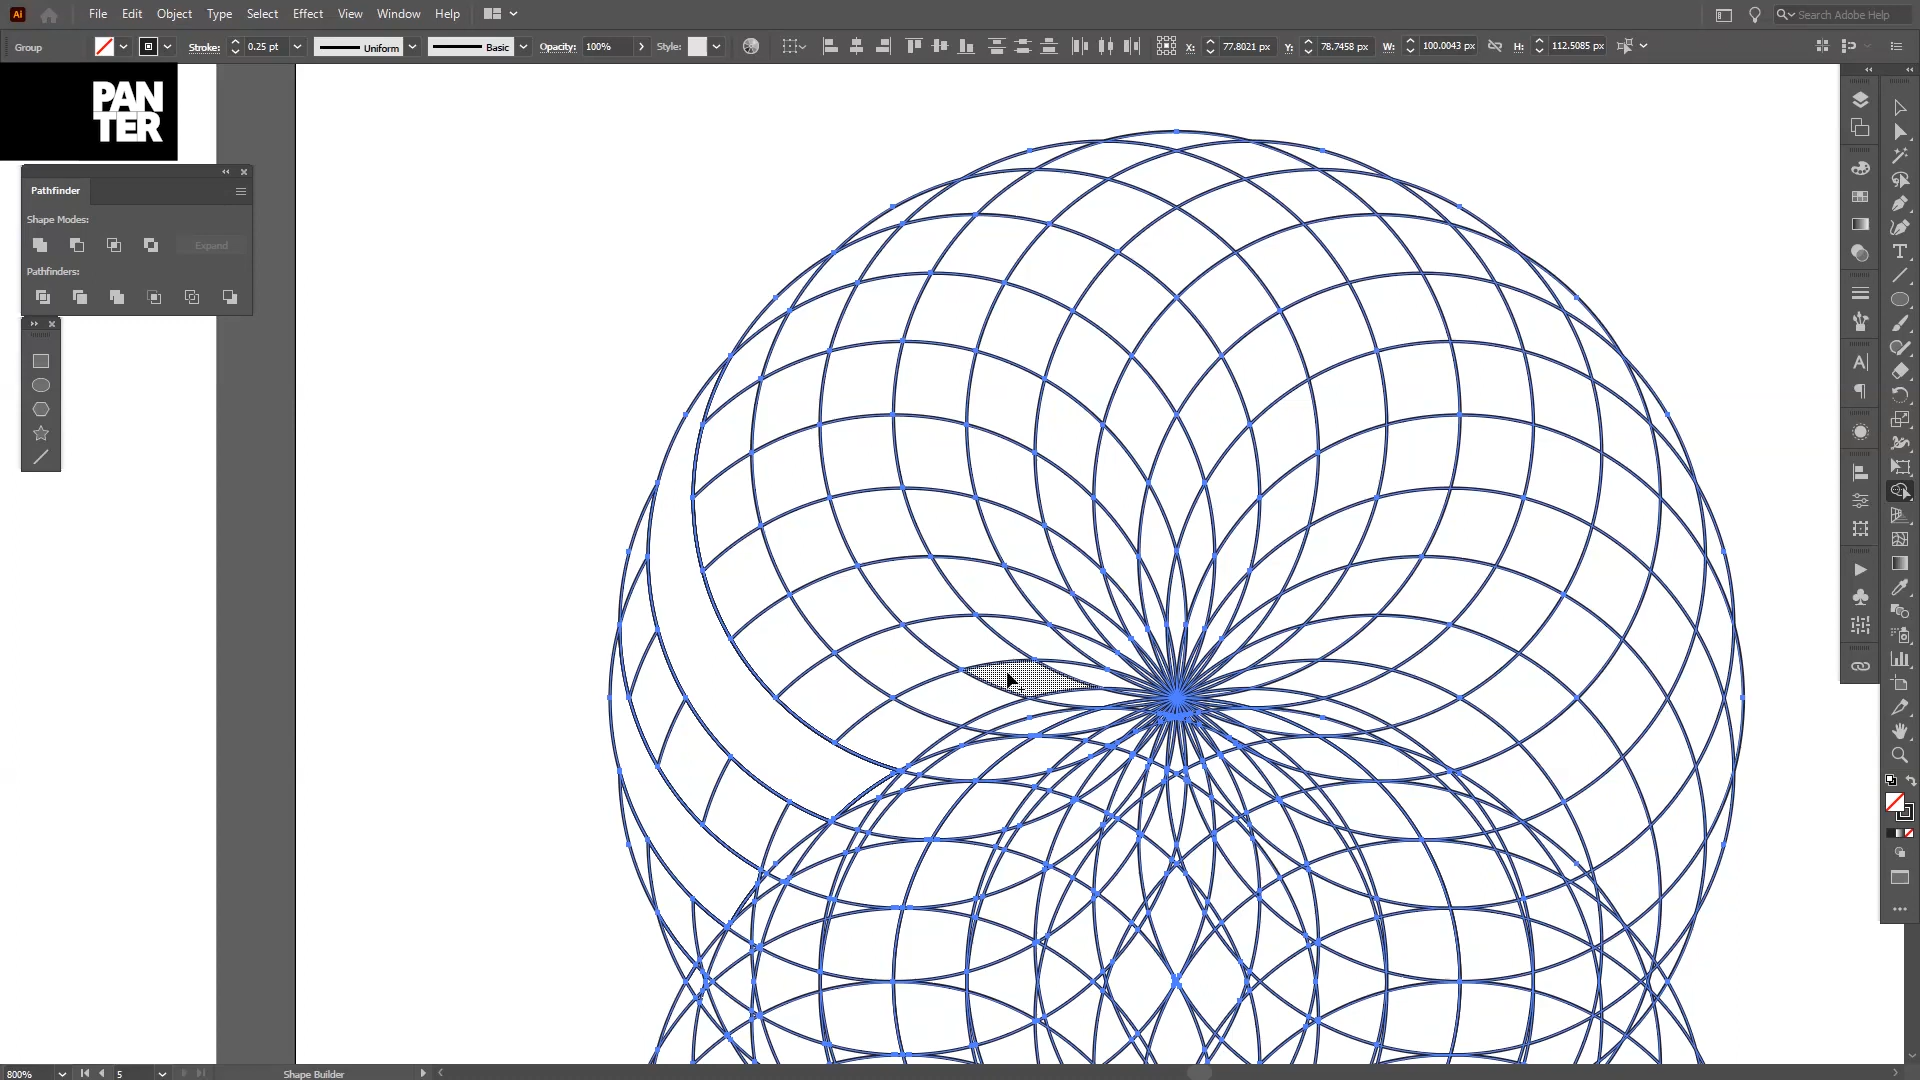 Ai File Edit Object Type Select Effect View Window Help Search Adobe Help
Group Stroke: 0.25 pt Uniform Basic Opacity: 100% Style: X: 77.8021 px Y: 78.7458 px W: 100.0043 px H: 112.5085 px
PAN
TER
Pathfinder
Shape Modes:
Expand
Pathfinders:
800% 5 Shape Builder